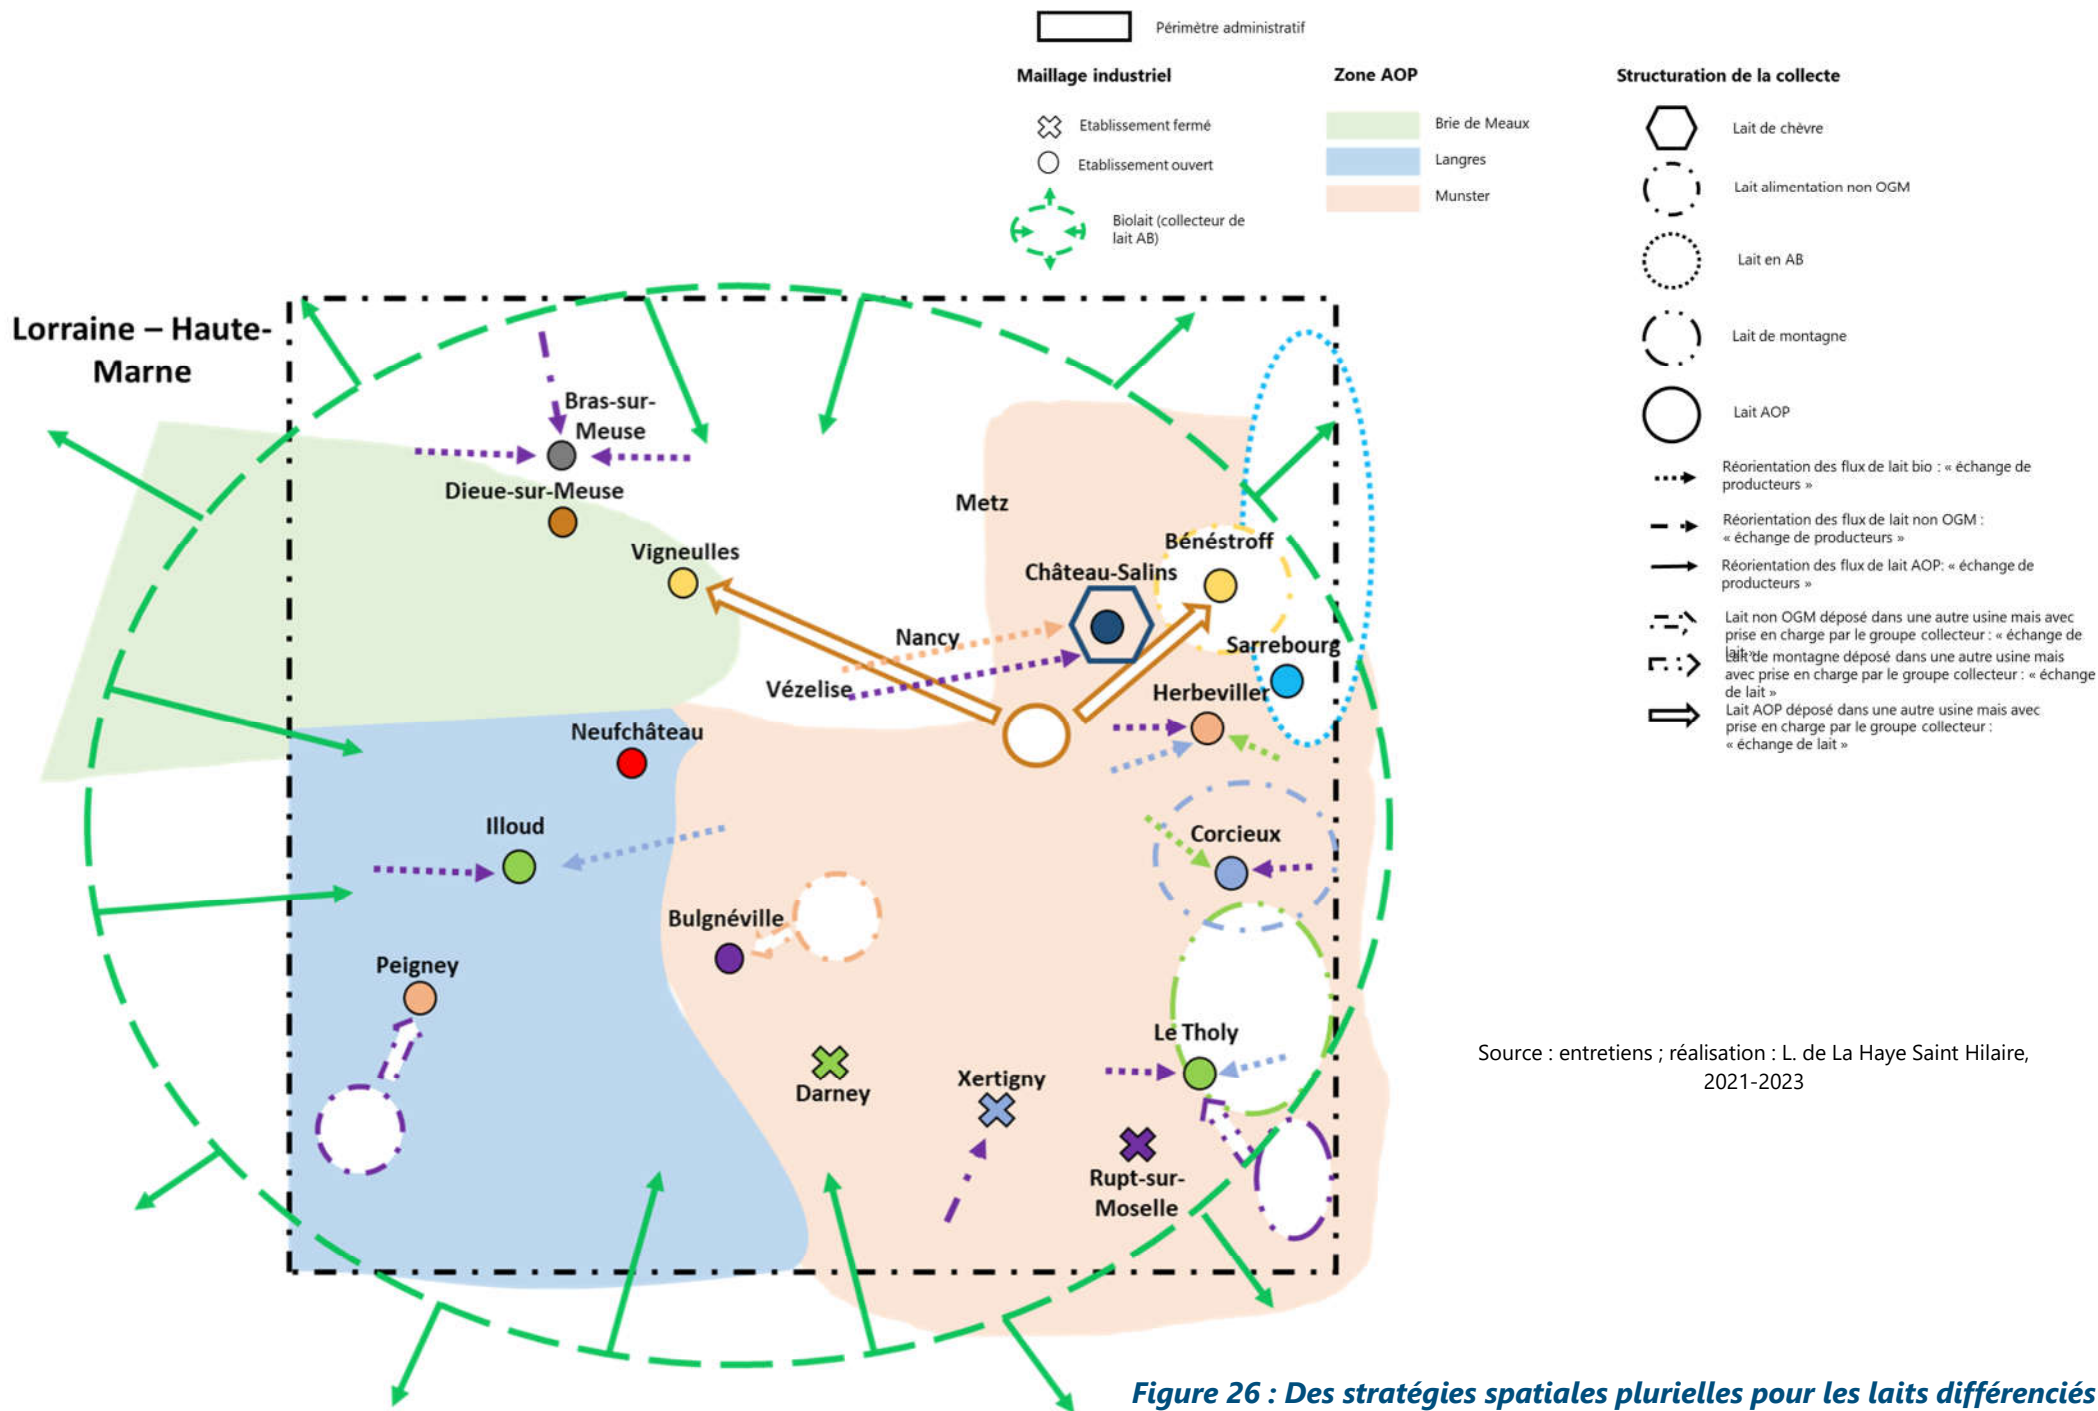 Périmètre administratif
Maillage industriel
Etablissement fermé
Etablissement ouvert
Biolait (collecteur de
lait AB)
Zone AOP
Brie de Meaux
Langres
Munster
Structuration de la collecte
Lait de chèvre
Lait alimentation non OGM
Lait en AB
Lait de montagne
Lait AOP
Réorientation des flux de lait bio : « échange de
producteurs »
Réorientation des flux de lait non OGM :
« échange de producteurs »
Réorientation des flux de lait AOP: « échange de
producteurs »
Lait non OGM déposé dans une autre usine mais avec
prise en charge par le groupe collecteur : « échange de
lait »
Lait de montagne déposé dans une autre usine mais
avec prise en charge par le groupe collecteur : « échange
de lait »
Lait AOP déposé dans une autre usine mais avec
prise en charge par le groupe collecteur :
« échange de lait »
Lorraine – Haute-
Marne
Bras-sur-
Meuse
Dieue-sur-Meuse
Metz
Vigneulles
Bénéstroff
Château-Salins
Nancy
Sarrebourg
Vézelise
Herbeviller
Neufchâteau
Illoud
Corcieux
Bulgnéville
Peigney
Le Tholy
Darney
Xertigny
Rupt-sur-
Moselle
Source : entretiens ; réalisation : L. de La Haye Saint Hilaire,
2021-2023
Figure 26 : Des stratégies spatiales plurielles pour les laits différenciés